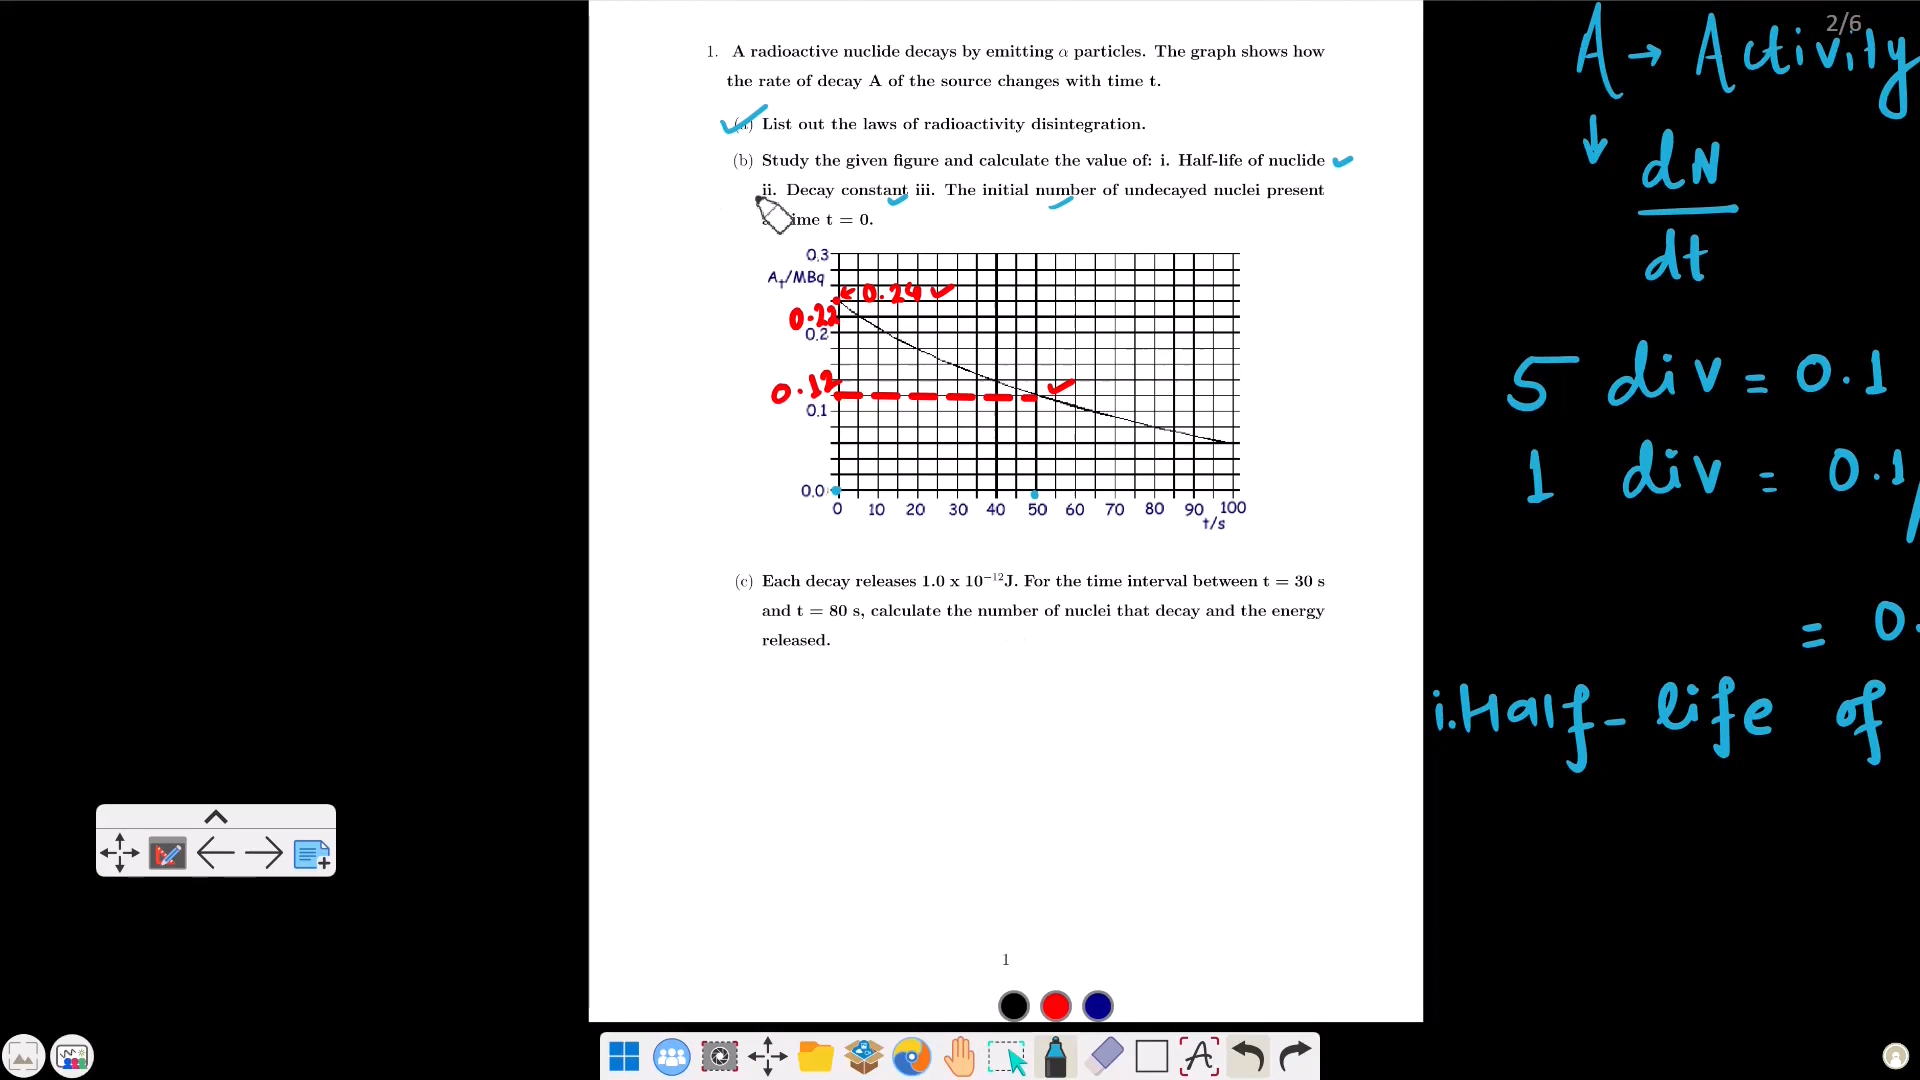 2/6
1. A radioactive nuclide decays by emitting α particles. The graph shows how
the rate of decay A of the source changes with time t.
(a) List out the laws of radioactivity disintegration.
(b) Study the given figure and calculate the value of: i. Half-life of nuclide
ii. Decay constant iii. The initial number of undecayed nuclei present
ime t = 0.
0.3
At/MBq
0.24
0.22
0.2
0.12
0.1
0.0
0 10 20 30 40 50 60 70 80 90 100
t/s
(c) Each decay releases 1.0 x 10⁻¹²J. For the time interval between t = 30 s
and t = 80 s, calculate the number of nuclei that decay and the energy
released.
1
A → Activity
↓ dN
dt
5 div = 0.1
1 div = 0.1/
= 0.
i. Half-life of